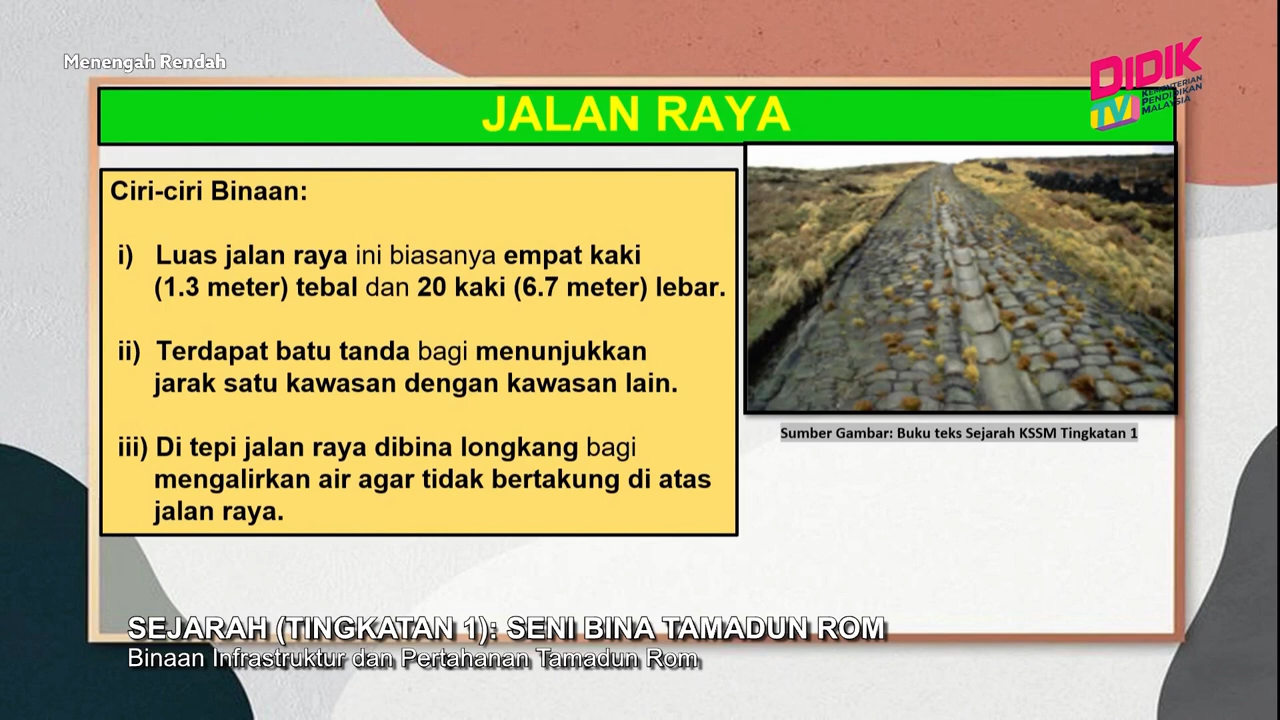 Menengah Rendah
DIDIK
TV
KEMENTERIAN
PENDIDIKAN
MALAYSIA
JALAN RAYA
Ciri-ciri Binaan:
i) Luas jalan raya ini biasanya empat kaki
(1.3 meter) tebal dan 20 kaki (6.7 meter) lebar.
ii) Terdapat batu tanda bagi menunjukkan
jarak satu kawasan dengan kawasan lain.
iii) Di tepi jalan raya dibina longkang bagi
mengalirkan air agar tidak bertakung di atas
jalan raya.
Sumber Gambar: Buku teks Sejarah KSSM Tingkatan 1
SEJARAH (TINGKATAN 1): SENI BINA TAMADUN ROM
Binaan Infrastruktur dan Pertahanan Tamadun Rom